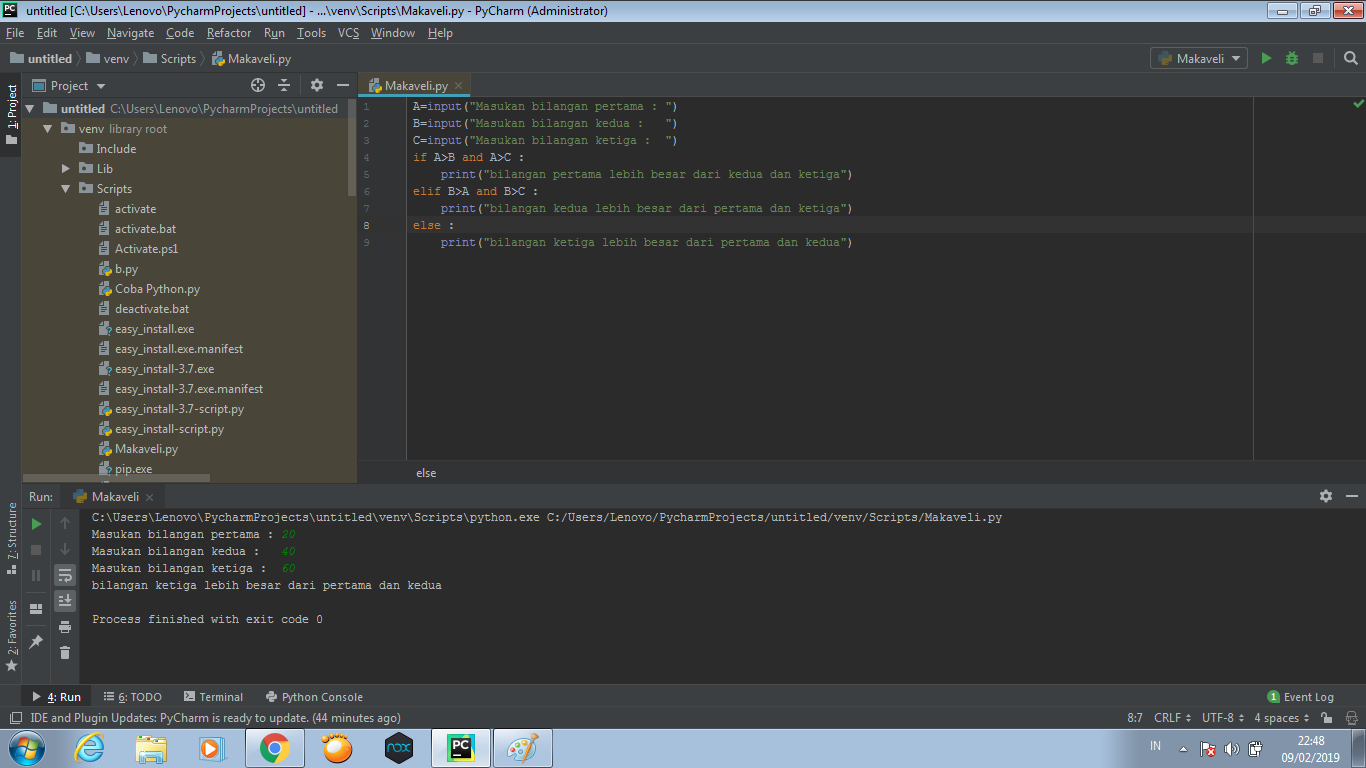 untitled [C:\Users\Lenovo\PycharmProjects\untitled] - ...\venv\Scripts\Makaveli.py - PyCharm (Administrator)
File Edit View Navigate Code Refactor Run Tools VCS Window Help
untitled venv Scripts Makaveli.py
Makaveli
1: Project
Project
Makaveli.py
untitled C:\Users\Lenovo\PycharmProjects\untitled
venv library root
Include
Lib
Scripts
activate
activate.bat
Activate.ps1
b.py
Coba Python.py
deactivate.bat
easy_install.exe
easy_install.exe.manifest
easy_install-3.7.exe
easy_install-3.7.exe.manifest
easy_install-3.7-script.py
easy_install-script.py
Makaveli.py
pip.exe
1 A=input("Masukan bilangan pertama : ")
2 B=input("Masukan bilangan kedua :   ")
3 C=input("Masukan bilangan ketiga :  ")
4 if A>B and A>C :
5     print("bilangan pertama lebih besar dari kedua dan ketiga")
6 elif B>A and B>C :
7     print("bilangan kedua lebih besar dari pertama dan ketiga")
8 else :
9     print("bilangan ketiga lebih besar dari pertama dan kedua")
else
Run: Makaveli
7: Structure
2: Favorites
C:\Users\Lenovo\PycharmProjects\untitled\venv\Scripts\python.exe C:/Users/Lenovo/PycharmProjects/untitled/venv/Scripts/Makaveli.py
Masukan bilangan pertama : 20
Masukan bilangan kedua :   40
Masukan bilangan ketiga :  60
bilangan ketiga lebih besar dari pertama dan kedua
Process finished with exit code 0
4: Run 6: TODO Terminal Python Console 1 Event Log
IDE and Plugin Updates: PyCharm is ready to update. (44 minutes ago) 8:7 CRLF UTF-8 4 spaces
nox
PC
IN
22:48
09/02/2019